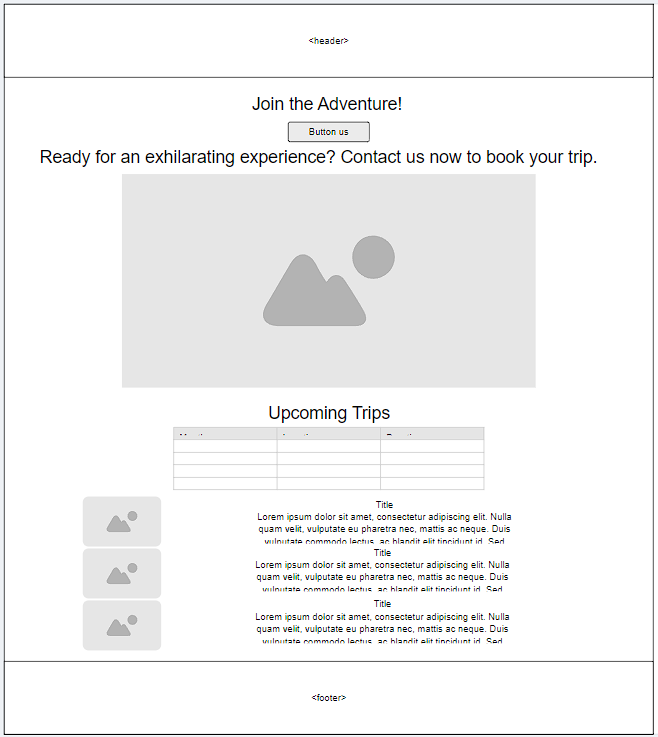 <header>
Join the Adventure!
Button us
Ready for an exhilarating experience? Contact us now to book your trip.
Upcoming Trips
Title
Lorem ipsum dolor sit amet, consectetur adipiscing elit. Nulla
quam velit, vulputate eu pharetra nec, mattis ac neque. Duis
vulputate commodo lectus, ac blandit elit tincidunt id. Sed
Title
Lorem ipsum dolor sit amet, consectetur adipiscing elit. Nulla
quam velit, vulputate eu pharetra nec, mattis ac neque. Duis
vulputate commodo lectus, ac blandit elit tincidunt id. Sed
Title
Lorem ipsum dolor sit amet, consectetur adipiscing elit. Nulla
quam velit, vulputate eu pharetra nec, mattis ac neque. Duis
vulputate commodo lectus, ac blandit elit tincidunt id. Sed
<footer>